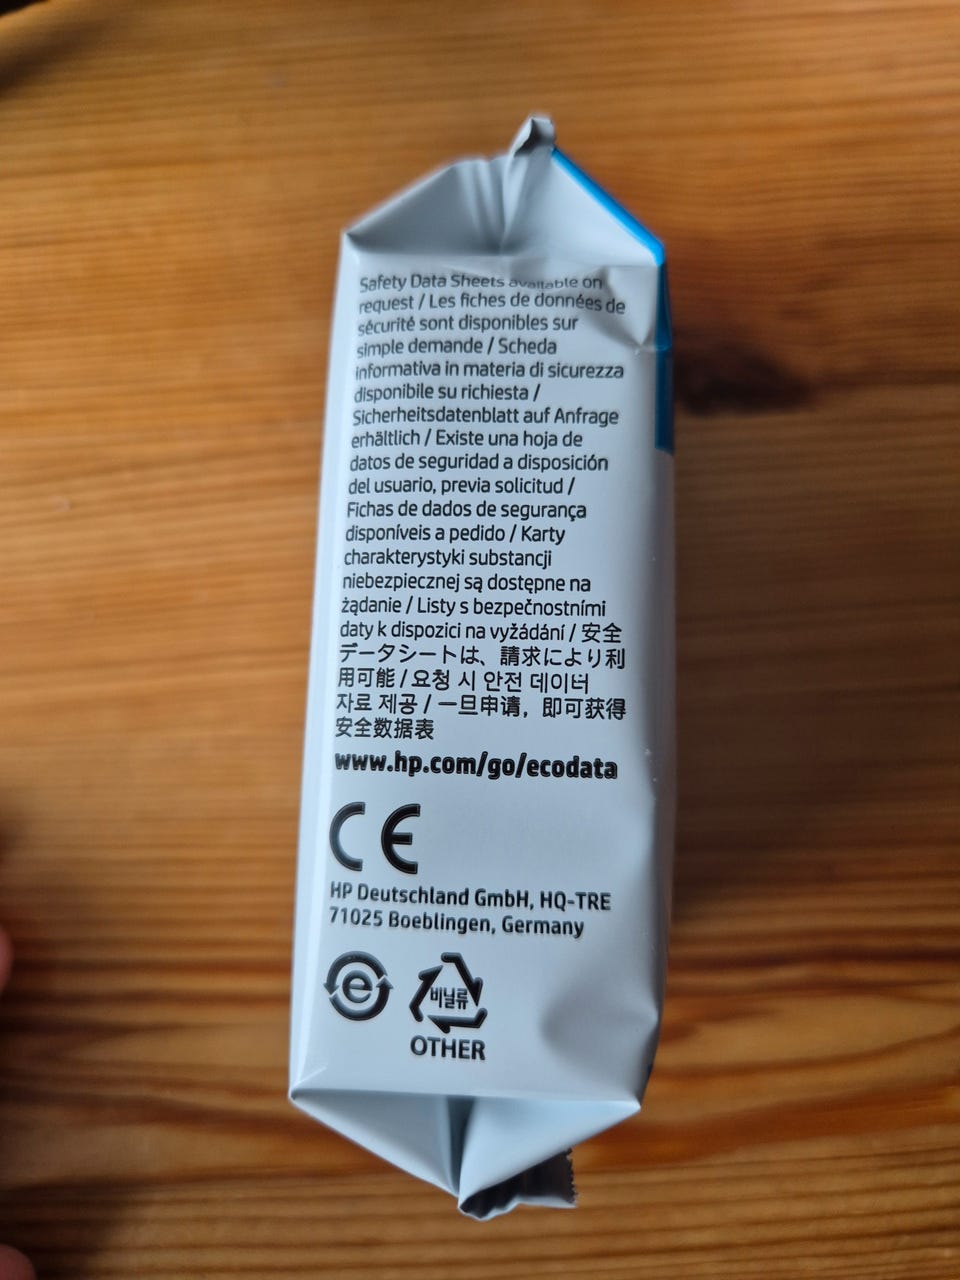 Safety Data Sheets available on
request / Les fiches de données de
sécurité sont disponibles sur
simple demande / Scheda
informativa in materia di sicurezza
disponibile su richiesta /
Sicherheitsdatenblatt auf Anfrage
erhältlich / Existe una hoja de
datos de seguridad a disposición
del usuario, previa solicitud /
Fichas de dados de segurança
disponíveis a pedido / Karty
charakterystyki substancji
niebezpiecznej są dostępne na
żądanie / Listy s bezpečnostními
daty k dispozici na vyžádání / 安全
データシートは、請求により利
用可能 / 요청 시 안전 데이터
자료 제공 / 一旦申请，即可获得
安全数据表
www.hp.com/go/ecodata
CE
HP Deutschland GmbH, HQ-TRE
71025 Boeblingen, Germany
e
비닐류
OTHER